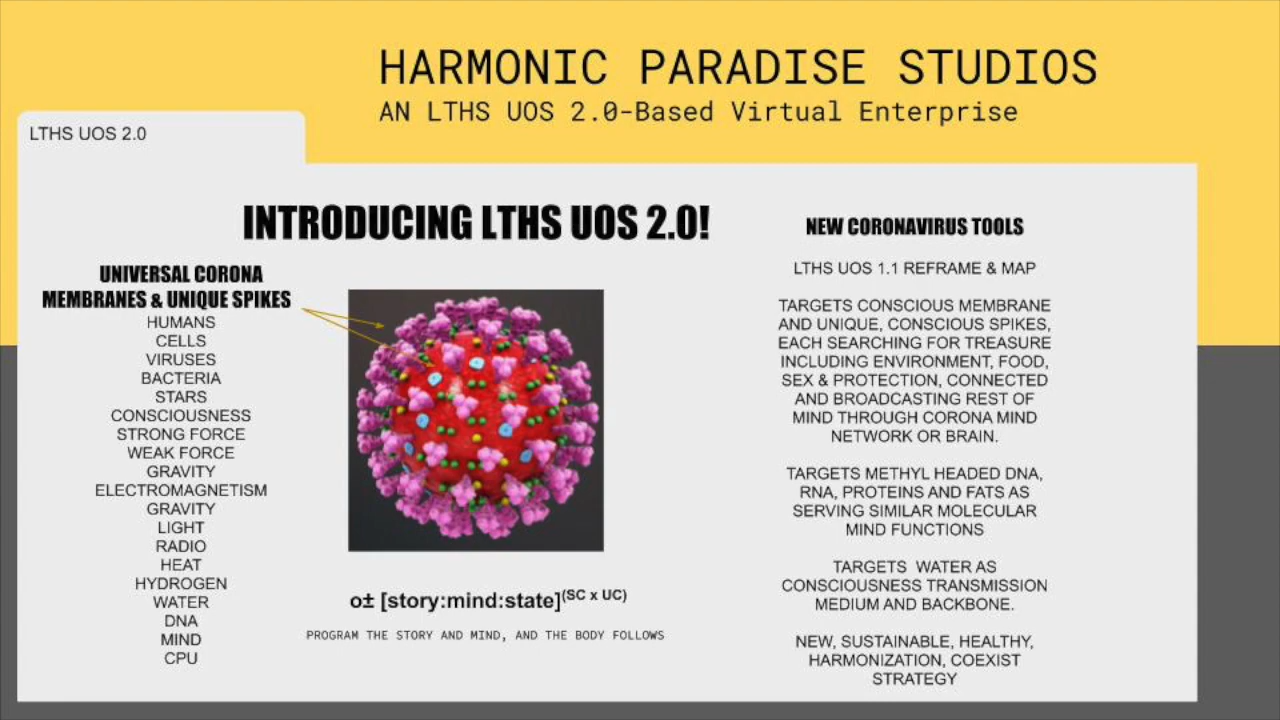 HARMONIC PARADISE STUDIOS
AN LTHS UOS 2.0-Based Virtual Enterprise
LTHS UOS 2.0
INTRODUCING LTHS UOS 2.0!
UNIVERSAL CORONA
MEMBRANES & UNIQUE SPIKES
HUMANS
CELLS
VIRUSES
BACTERIA
STARS
CONSCIOUSNESS
STRONG FORCE
WEAK FORCE
GRAVITY
ELECTROMAGNETISM
GRAVITY
LIGHT
RADIO
HEAT
HYDROGEN
WATER
DNA
MIND
CPU
o± [story:mind:state](SC x UC)
PROGRAM THE STORY AND MIND, AND THE BODY FOLLOWS
NEW CORONAVIRUS TOOLS
LTHS UOS 1.1 REFRAME & MAP
TARGETS CONSCIOUS MEMBRANE
AND UNIQUE, CONSCIOUS SPIKES,
EACH SEARCHING FOR TREASURE
INCLUDING ENVIRONMENT, FOOD,
SEX & PROTECTION, CONNECTED
AND BROADCASTING REST OF
MIND THROUGH CORONA MIND
NETWORK OR BRAIN.
TARGETS METHYL HEADED DNA,
RNA, PROTEINS AND FATS AS
SERVING SIMILAR MOLECULAR
MIND FUNCTIONS
TARGETS WATER AS
CONSCIOUSNESS TRANSMISSION
MEDIUM AND BACKBONE.
NEW, SUSTAINABLE, HEALTHY,
HARMONIZATION, COEXIST
STRATEGY